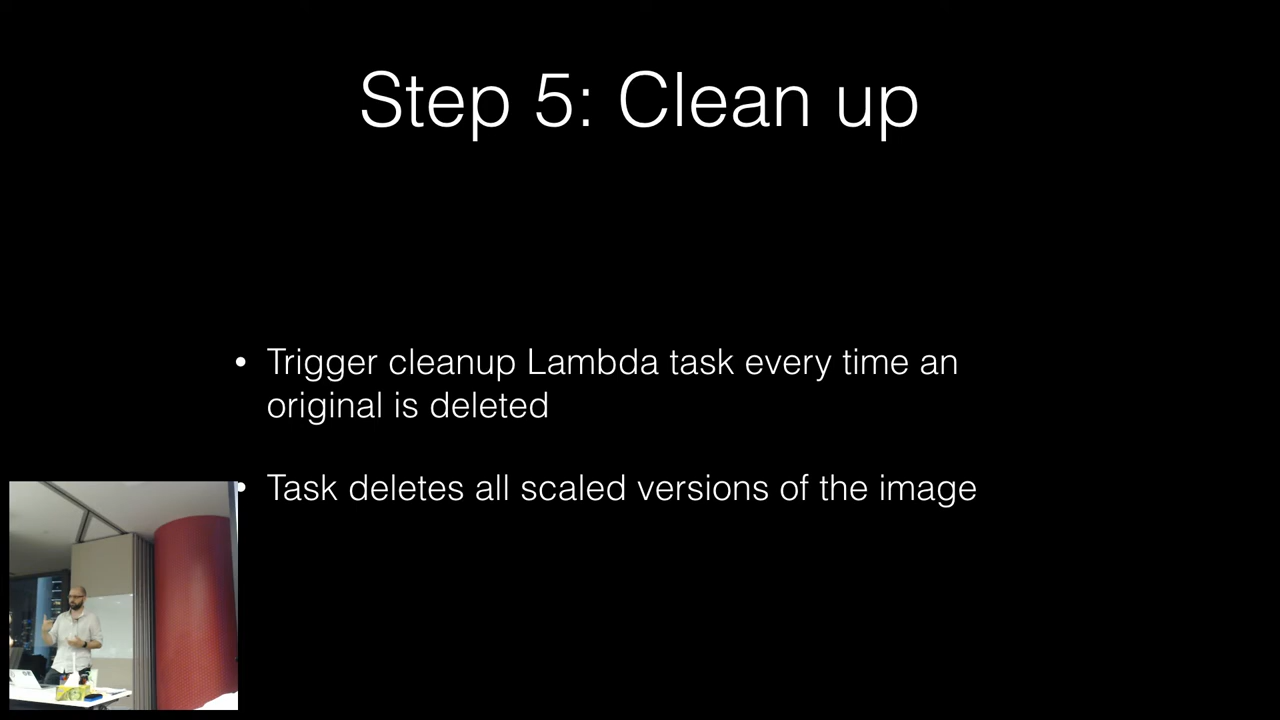 Step 5: Clean up
• Trigger cleanup Lambda task every time an
original is deleted
• Task deletes all scaled versions of the image